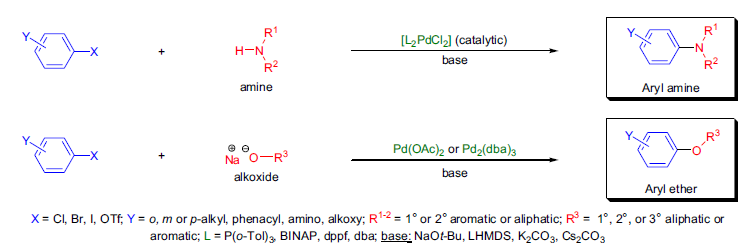 Y
X
+
H−N
R1
R2
amine
[L2PdCl2] (catalytic)
base
Y
N
R1
R2
Aryl amine
Y
X
+
⊕ ⊖
Na O−R3
alkoxide
Pd(OAc)2 or Pd2(dba)3
base
Y
O
R3
Aryl ether
X = Cl, Br, I, OTf; Y = o, m or p-alkyl, phenacyl, amino, alkoxy; R1-2 = 1° or 2° aromatic or aliphatic; R3 = 1°, 2°, or 3° aliphatic or
aromatic; L = P(o-Tol)3, BINAP, dppf, dba; base: NaOt-Bu, LHMDS, K2CO3, Cs2CO3